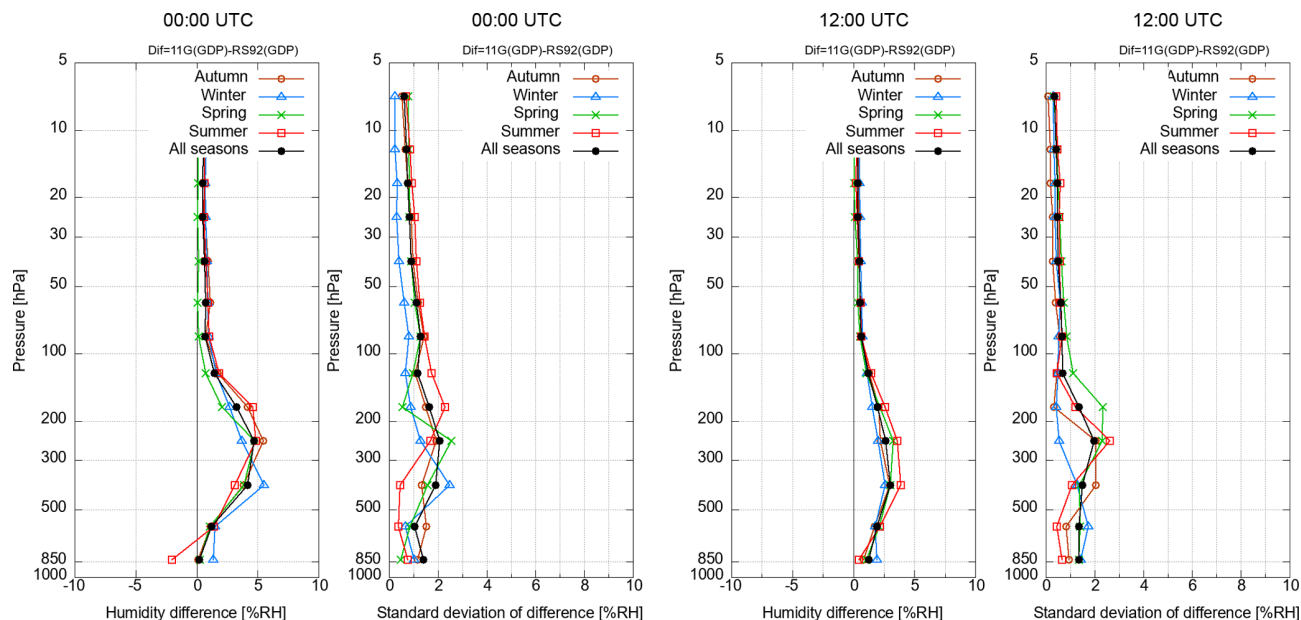 00:00 UTC
Dif=11G(GDP)-RS92(GDP)
5
10
20
30
50
100
200
300
500
850
1000
Pressure [hPa]
Autumn
Winter
Spring
Summer
All seasons
-10 -5 0 5 10
Humidity difference [%RH]
00:00 UTC
Dif=11G(GDP)-RS92(GDP)
5
10
20
30
50
100
200
300
500
850
1000
Pressure [hPa]
Autumn
Winter
Spring
Summer
All seasons
0 2 4 6 8 10
Standard deviation of difference [%RH]
12:00 UTC
Dif=11G(GDP)-RS92(GDP)
5
10
20
30
50
100
200
300
500
850
1000
Pressure [hPa]
Autumn
Winter
Spring
Summer
All seasons
-10 -5 0 5 10
Humidity difference [%RH]
12:00 UTC
Dif=11G(GDP)-RS92(GDP)
5
10
20
30
50
100
200
300
500
850
1000
Pressure [hPa]
Autumn
Winter
Spring
Summer
All seasons
0 2 4 6 8 10
Standard deviation of difference [%RH]